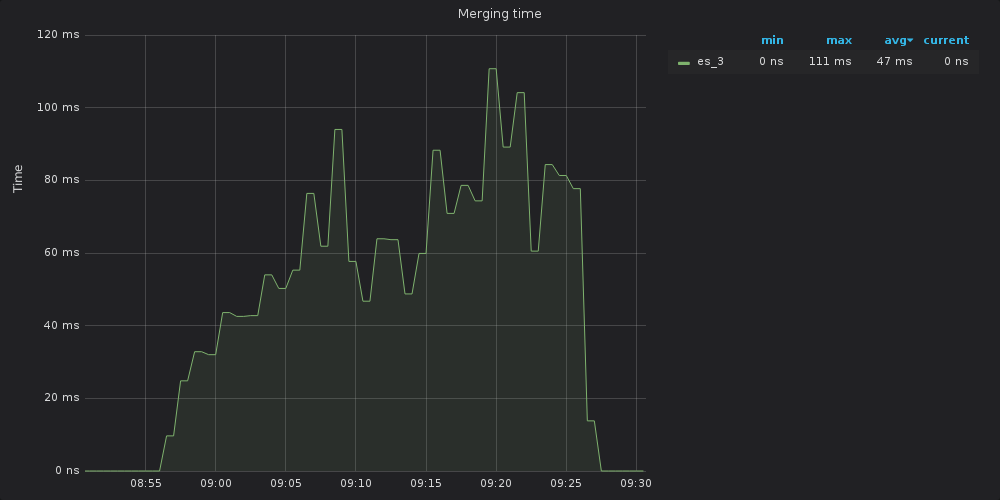 Merging time
min max avg current
es_3 0 ns 111 ms 47 ms 0 ns
Time
120 ms
100 ms
80 ms
60 ms
40 ms
20 ms
0 ns
08:55 09:00 09:05 09:10 09:15 09:20 09:25 09:30